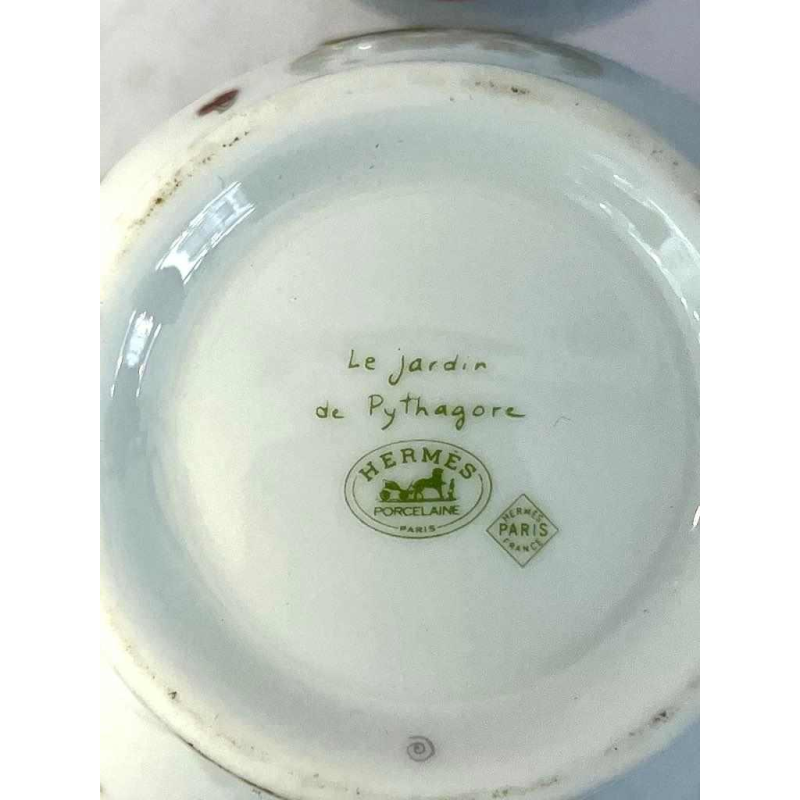 Le jardin
de Pythagore
HERMÈS
PORCELAINE
PARIS
HERMÈS
PARIS
FRANCE